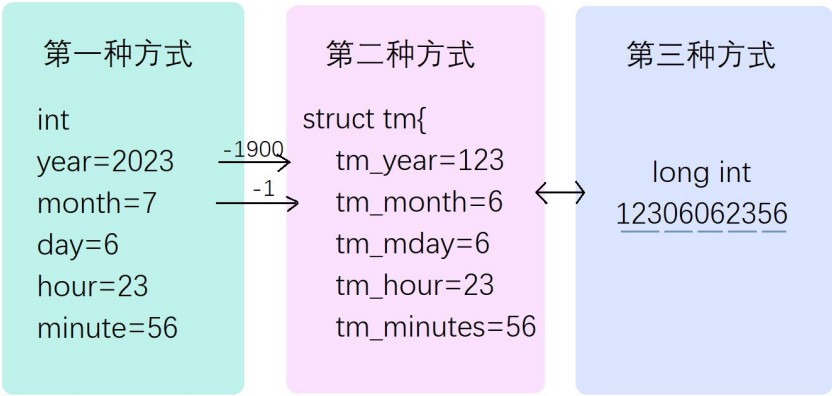 第一种方式
int
year=2023
month=7
day=6
hour=23
minute=56
-1900
-1
第二种方式
struct tm{
tm_year=123
tm_month=6
tm_mday=6
tm_hour=23
tm_minutes=56
第三种方式
long int
12306062356